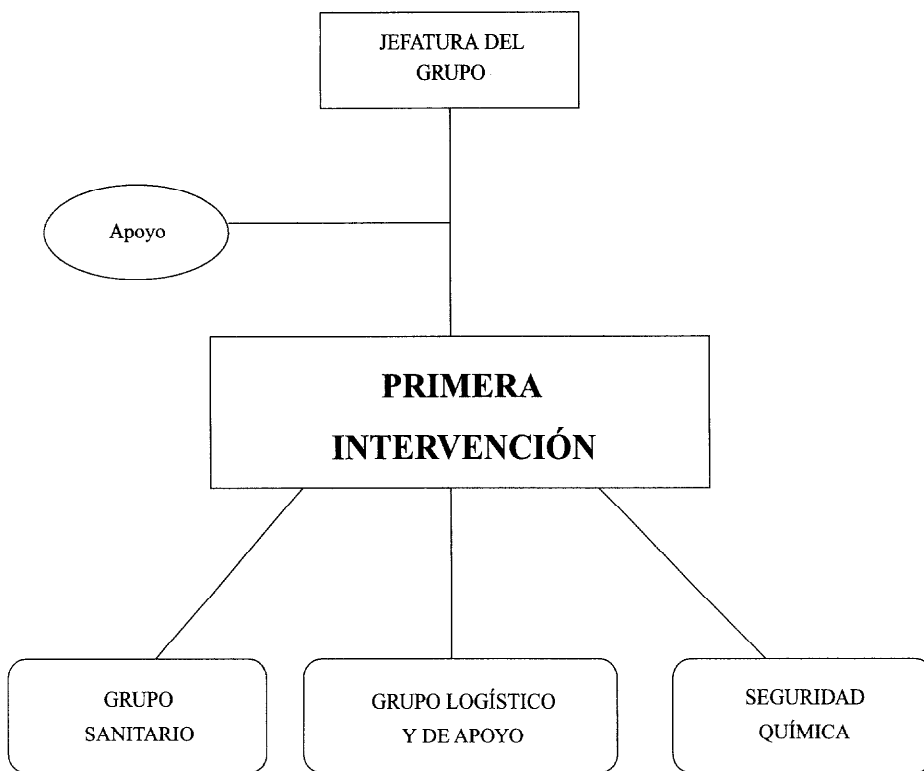 JEFATURA DEL
GRUPO
Apoyo
PRIMERA
INTERVENCIÓN
GRUPO
SANITARIO
GRUPO LOGÍSTICO
Y DE APOYO
SEGURIDAD
QUÍMICA